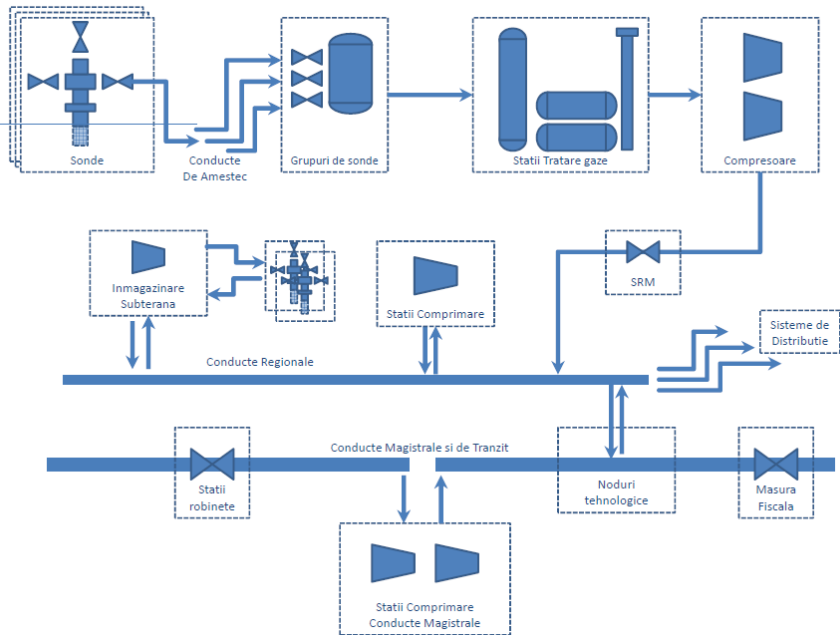 Sonde
Conducte
De Amestec
Grupuri de sonde
Statii Tratare gaze
Compresoare
Inmagazinare
Subterana
Statii Comprimare
SRM
Sisteme de
Distributie
Conducte Regionale
Conducte Magistrale si de Tranzit
Statii
robinete
Noduri
tehnologice
Masura
Fiscala
Statii Comprimare
Conducte Magistrale